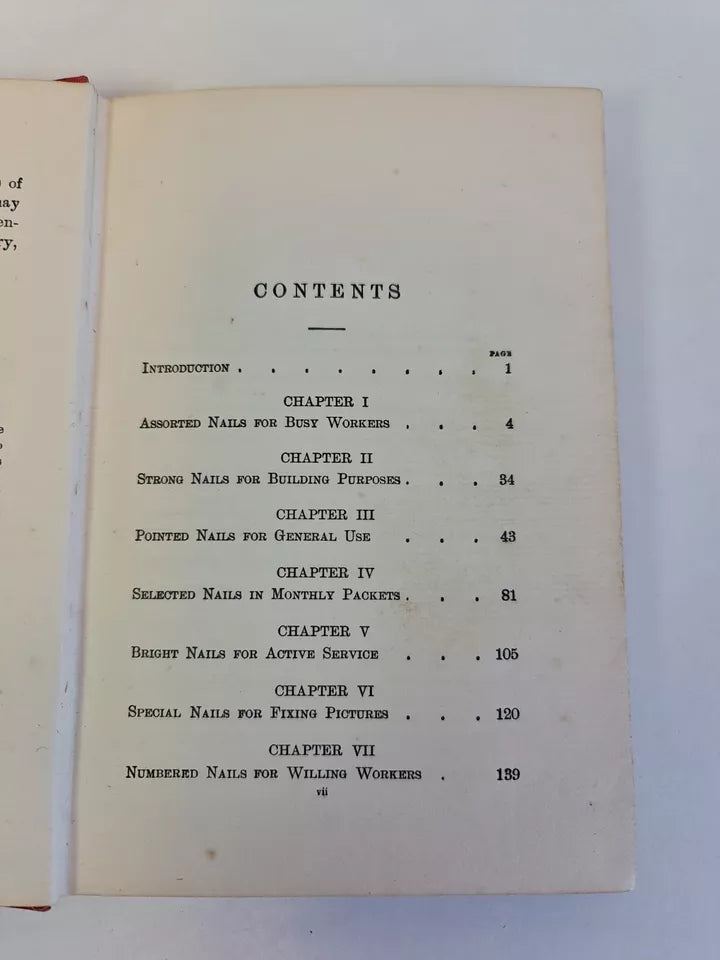 of
en-
CONTENTS
PAGE
INTRODUCTION . . . . . . . . 1
CHAPTER I
ASSORTED NAILS FOR BUSY WORKERS . . . 4
CHAPTER II
STRONG NAILS FOR BUILDING PURPOSES . . . 34
CHAPTER III
POINTED NAILS FOR GENERAL USE . . . 43
CHAPTER IV
SELECTED NAILS IN MONTHLY PACKETS . . . 81
CHAPTER V
BRIGHT NAILS FOR ACTIVE SERVICE . . . 105
CHAPTER VI
SPECIAL NAILS FOR FIXING PICTURES . . . 120
CHAPTER VII
NUMBERED NAILS FOR WILLING WORKERS . 139
vii